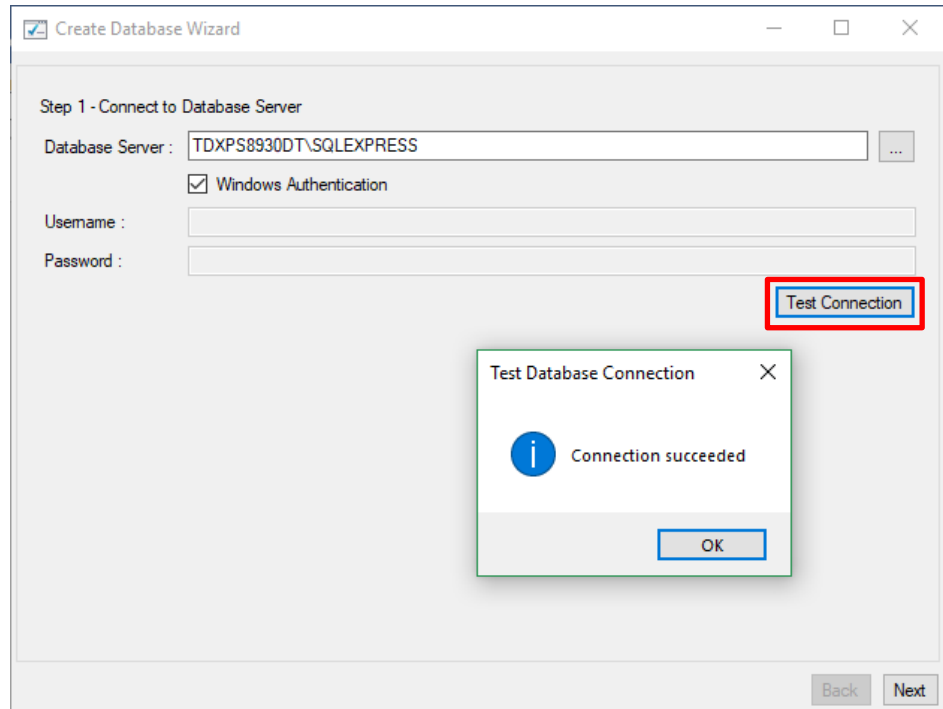 Create Database Wizard
Step 1 - Connect to Database Server
Database Server : TDXPS8930DT\SQLEXPRESS ...
Windows Authentication
Username :
Password :
Test Connection
Test Database Connection
i Connection succeeded
OK
Back Next